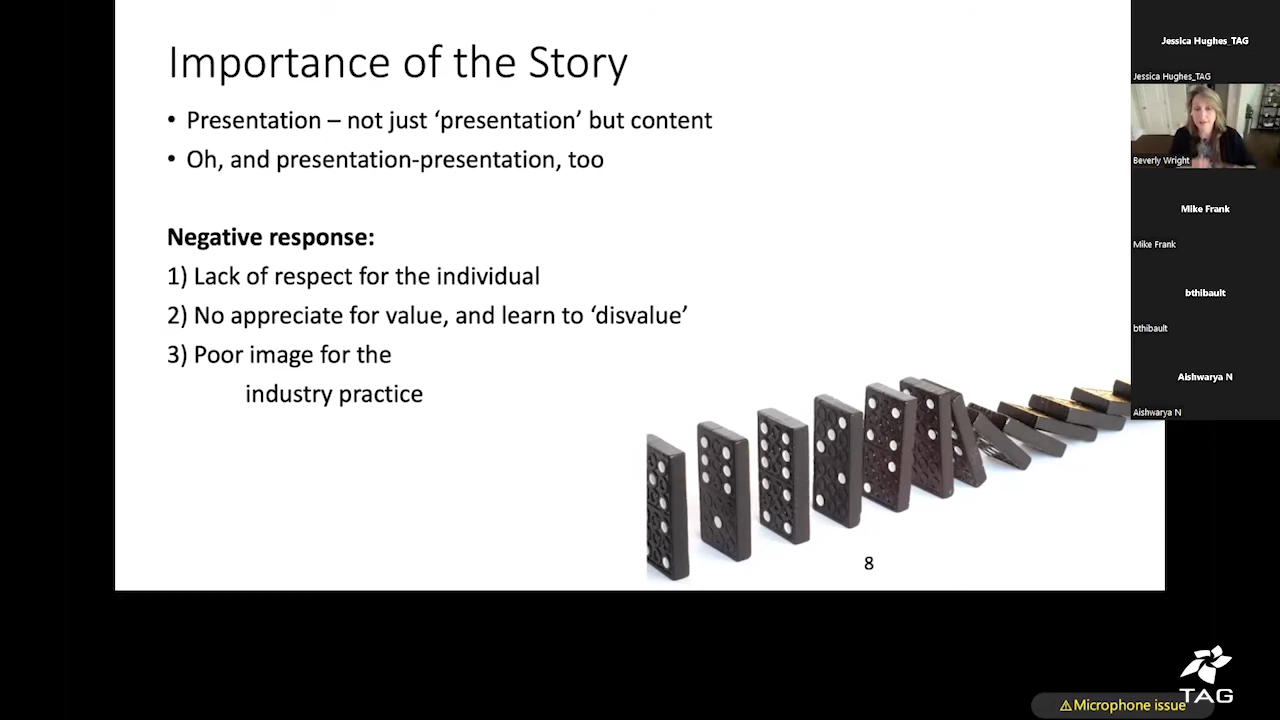 Importance of the Story
• Presentation – not just ‘presentation’ but content
• Oh, and presentation-presentation, too
Negative response:
1) Lack of respect for the individual
2) No appreciate for value, and learn to ‘disvalue’
3) Poor image for the
industry practice
8
Jessica Hughes_TAG
Jessica Hughes_TAG
Beverly Wright
Mike Frank
Mike Frank
bthibault
bthibault
Aishwarya N
Aishwarya N
TAG
⚠Microphone issue